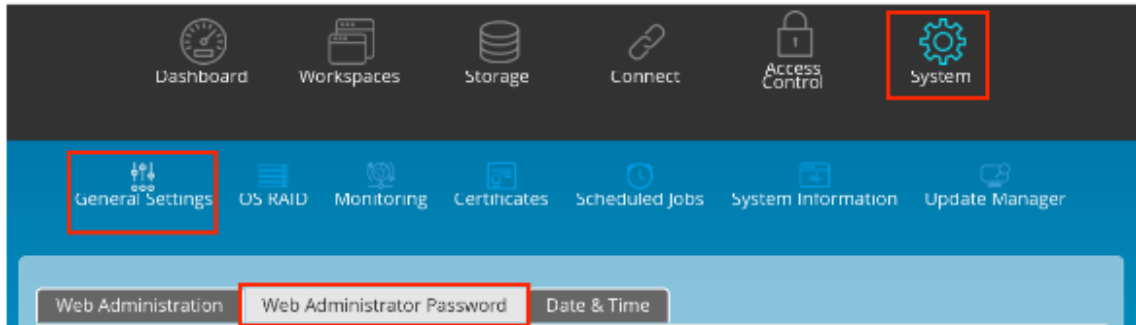 Dashboard Workspaces Storage Connect Access Control System
General Settings OS RAID Monitoring Certificates Scheduled Jobs System Information Update Manager
Web Administration Web Administrator Password Date & Time